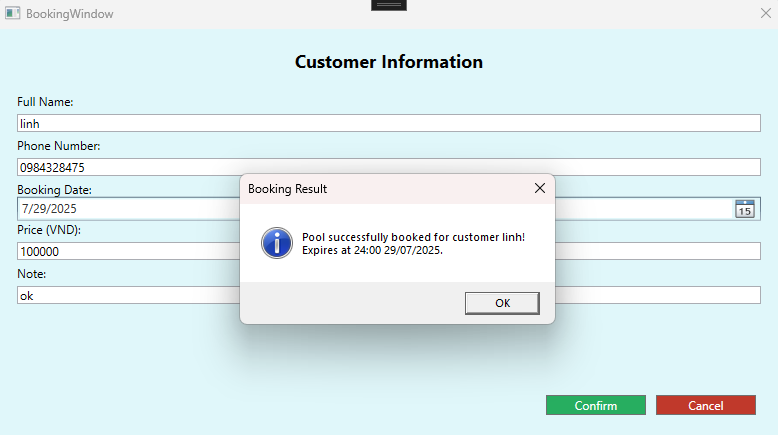 BookingWindow
Customer Information
Full Name:
linh
Phone Number:
0984328475
Booking Date:
7/29/2025
15
Price (VND):
100000
Note:
ok
Booking Result
Pool successfully booked for customer linh!
Expires at 24:00 29/07/2025.
OK
Confirm
Cancel